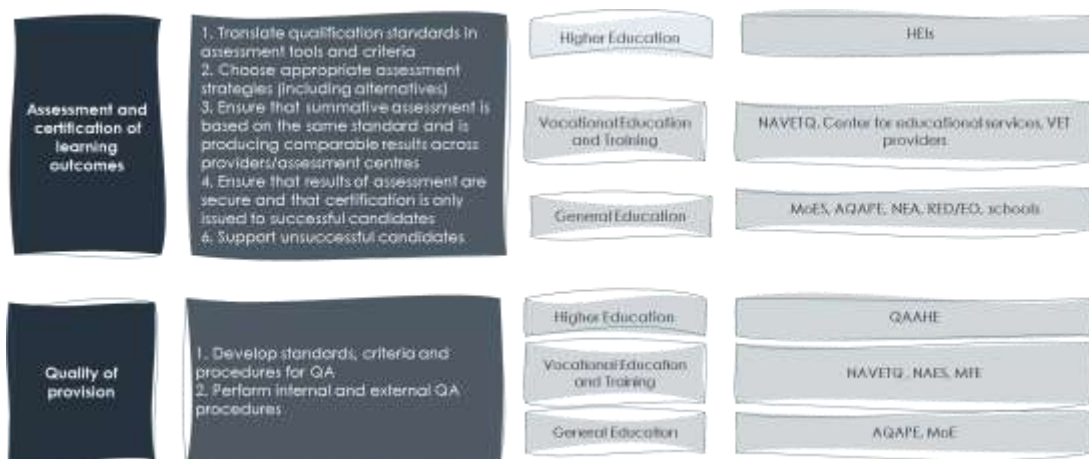 Assessment and
certification of
learning
outcomes
1. Translate qualification standards in
assessment tools and criteria
2. Choose appropriate assessment
strategies (including alternatives)
3. Ensure that summative assessment is
based on the same standard and is
producing comparable results across
providers/assessment centres
4. Ensure that results of assessment are
secure and that certification is only
issued to successful candidates
6. Support unsuccessful candidates
Higher Education
HEIs
Vocational Education
and Training
NAVETQ, Center for educational services, VET
providers
General Education
MoES, AQAPE, NEA, RED/EO, schools
Quality of
provision
1. Develop standards, criteria and
procedures for QA
2. Perform internal and external QA
procedures
Higher Education
QAAHE
Vocational Education
and Training
NAVETQ, NAES, MFE
General Education
AQAPE, MoE